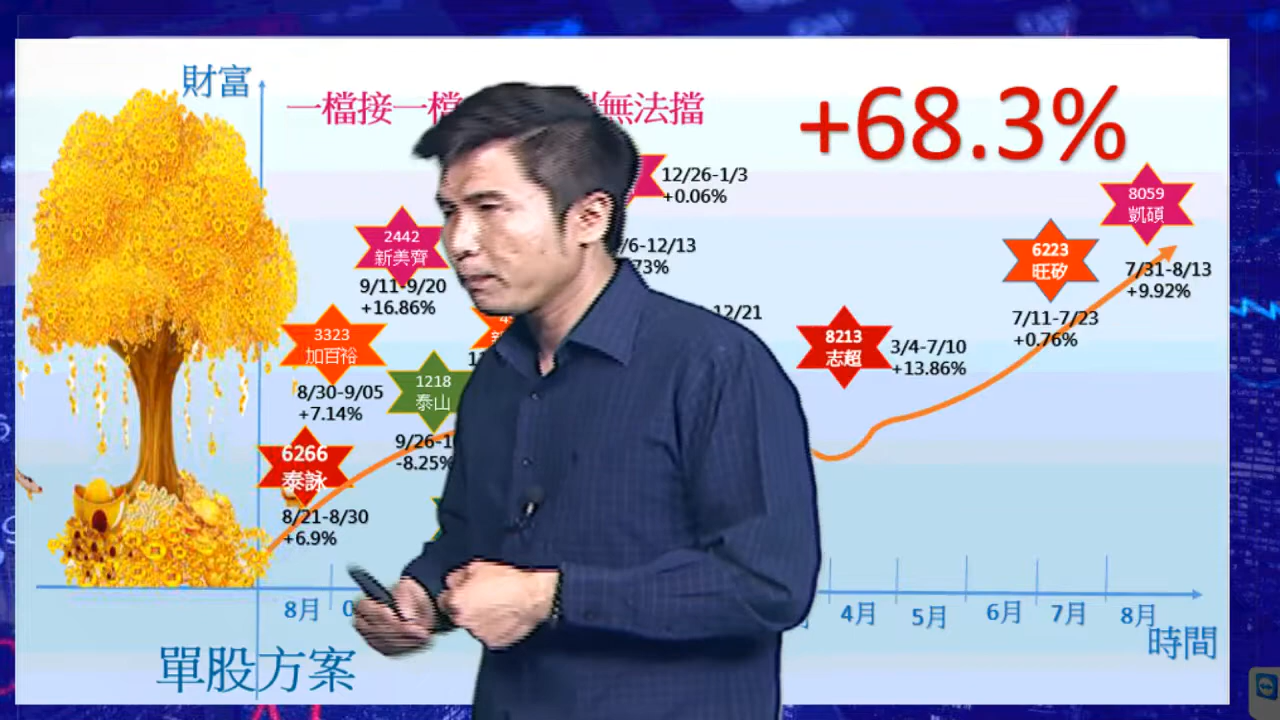 財富
一檔接一檔
無法擋
+68.3%
12/26-1/3
+0.06%
8059
凱碩
2442
新美齊
/6-12/13
73%
6223
旺矽
7/31-8/13
+9.92%
9/11-9/20
+16.86%
12/21
7/11-7/23
+0.76%
3323
加百裕
8213
志超
3/4-7/10
+13.86%
1218
泰山
8/30-9/05
+7.14%
9/26-1
-8.25%
6266
泰詠
8/21-8/30
+6.9%
8月
4月
5月
6月
7月
8月
時間
單股方案